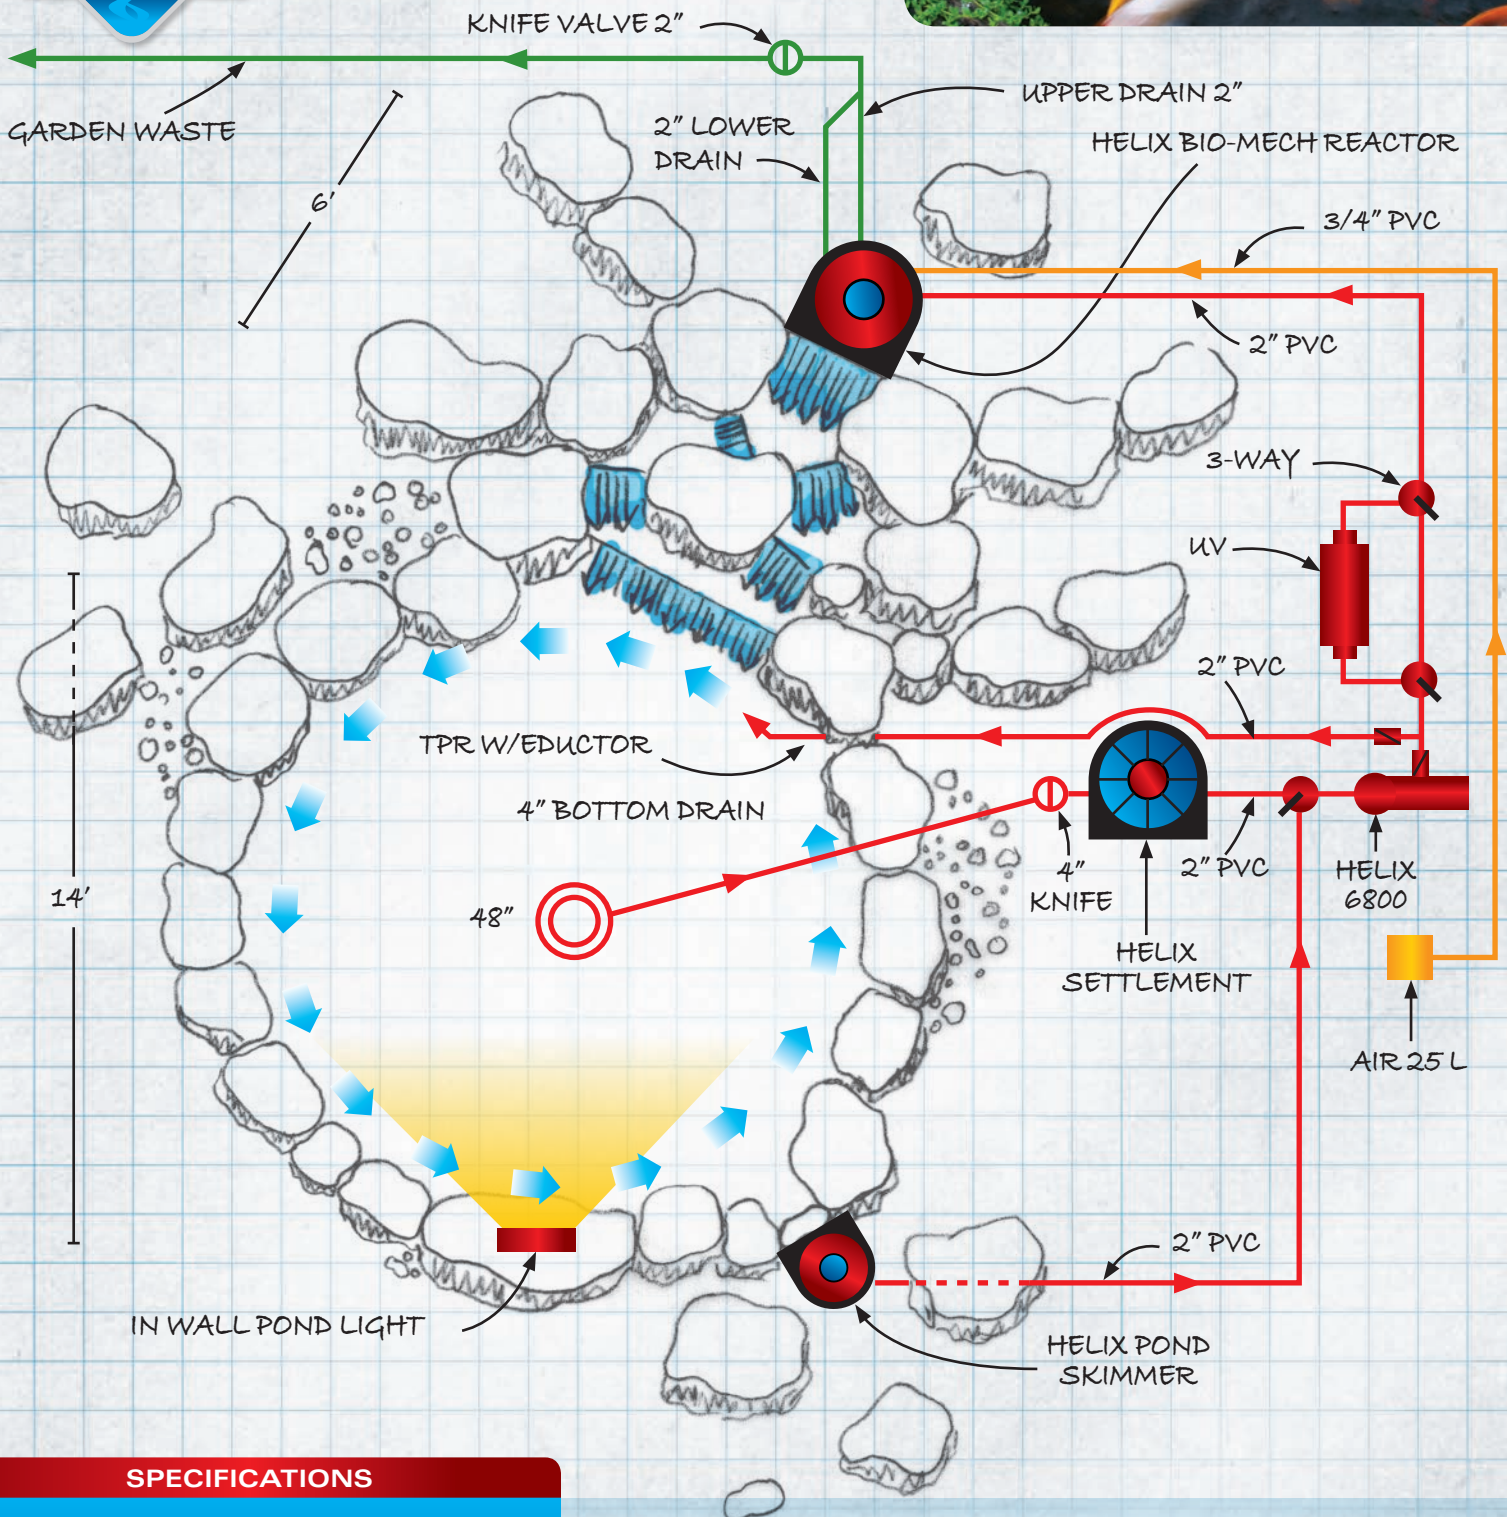 KNIFE VALVE 2"
GARDEN WASTE
6'
2" LOWER
DRAIN
UPPER DRAIN 2"
HELIX BIO-MECH REACTOR
3/4" PVC
2" PVC
3-WAY
UV
2" PVC
TPR W/EDUCTOR
4" BOTTOM DRAIN
48"
14'
4"
KNIFE
2" PVC
HELIX
6800
HELIX
SETTLEMENT
AIR 25 L
2" PVC
IN WALL POND LIGHT
HELIX POND
SKIMMER
SPECIFICATIONS